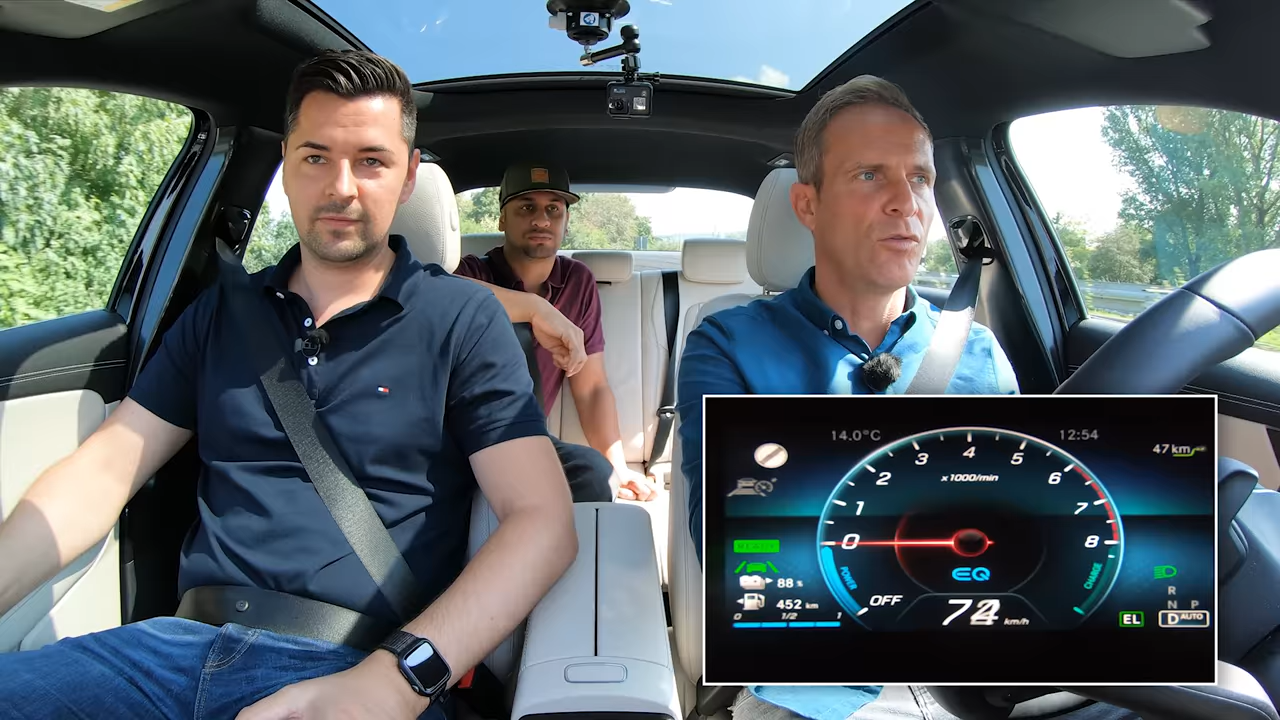 14.0°C
12:54
47 km
3 4 5
x1000/min
2 6
1 7
0 8
EQ
POWER
CHARGE
OFF
km/h
88 %
452 km
0 1/2 1
R
N P
EL
D AUTO